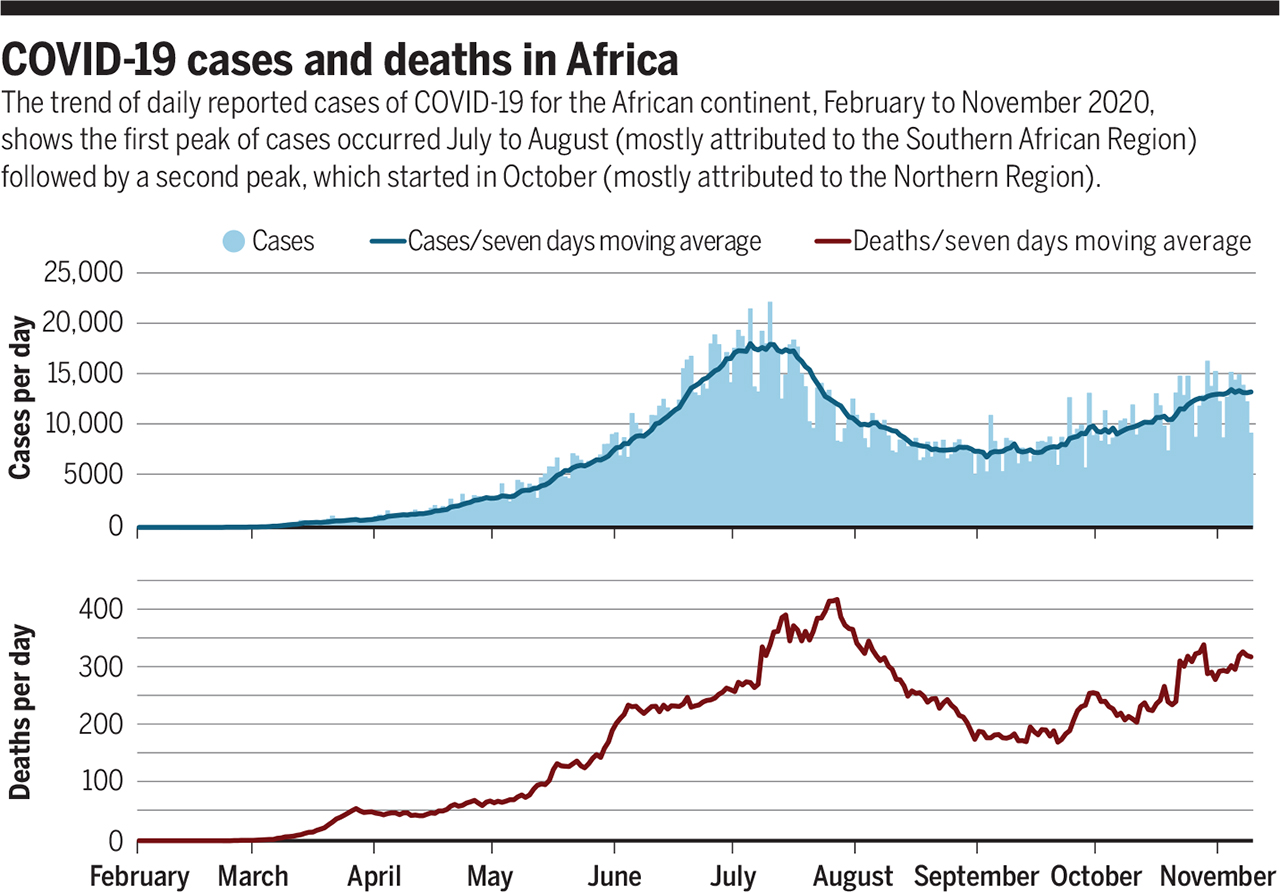 COVID-19 cases and deaths in Africa
The trend of daily reported cases of COVID-19 for the African continent, February to November 2020,
shows the first peak of cases occurred July to August (mostly attributed to the Southern African Region)
followed by a second peak, which started in October (mostly attributed to the Northern Region).
Cases Cases/seven days moving average Deaths/seven days moving average
Cases per day
25,000
20,000
15,000
10,000
5000
0
Deaths per day
400
300
200
100
0
February March April May June July August September October November